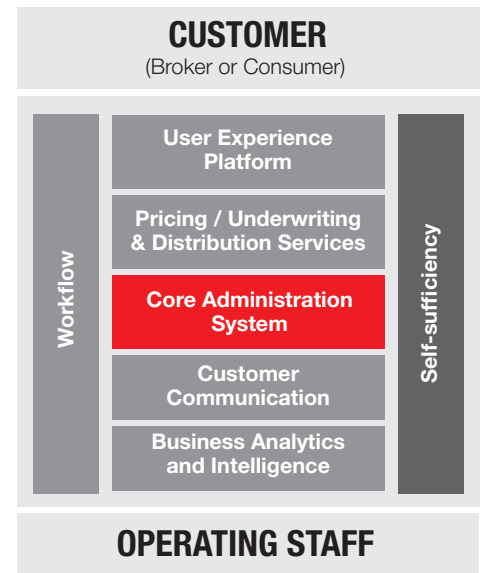 CUSTOMER
(Broker or Consumer)
Workflow
User Experience
Platform
Pricing / Underwriting
& Distribution Services
Core Administration
System
Customer
Communication
Business Analytics
and Intelligence
Self-sufficiency
OPERATING STAFF